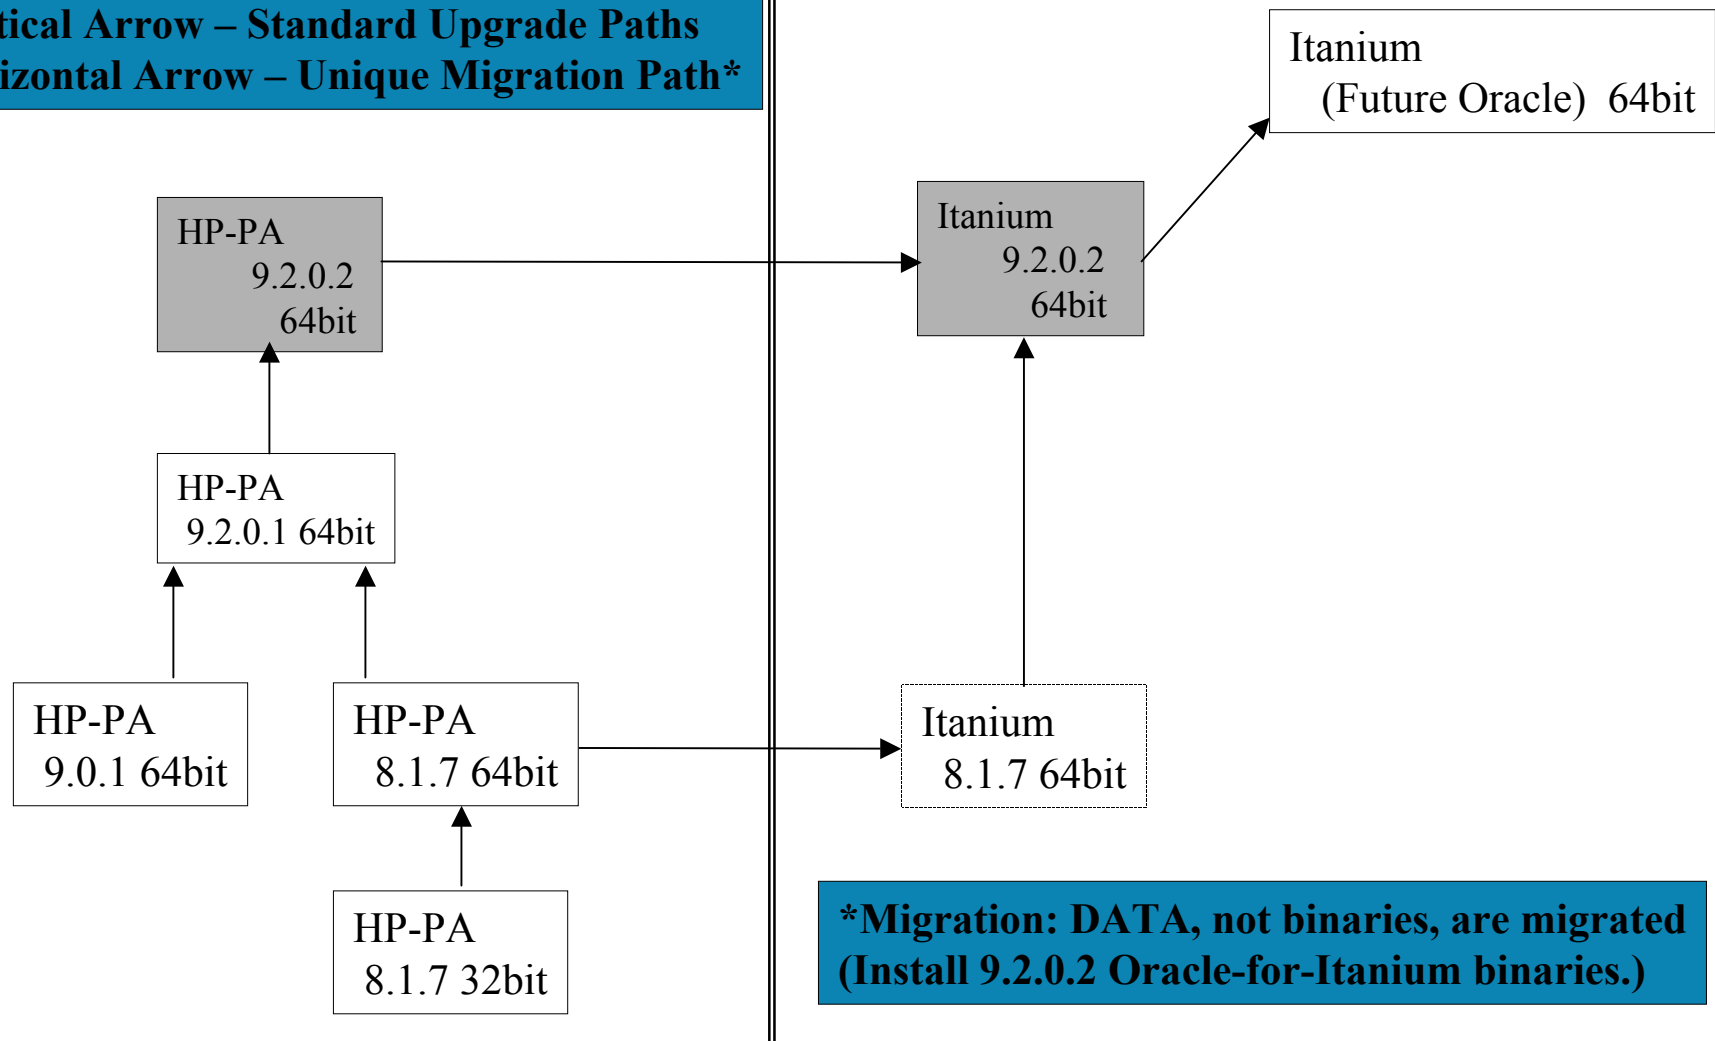 Arrow – Standard Upgrade Paths
Arrow – Unique Migration Path*
Itanium
(Future Oracle) 64bit
HP-PA
9.2.0.2
64bit
Itanium
9.2.0.2
64bit
HP-PA
9.2.0.1 64bit
HP-PA
9.0.1 64bit
HP-PA
8.1.7 64bit
Itanium
8.1.7 64bit
HP-PA
8.1.7 32bit
*Migration: DATA, not binaries, are migrated
(Install 9.2.0.2 Oracle-for-Itanium binaries.)